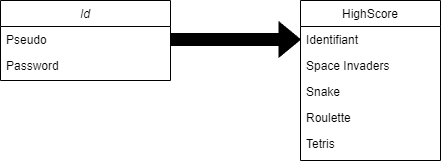 Id
Pseudo
Password
HighScore
Identifiant
Space Invaders
Snake
Roulette
Tetris